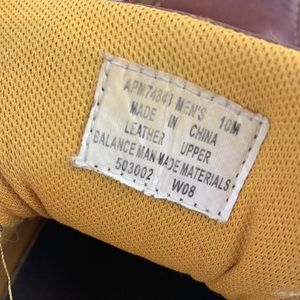 APM74841 MEN'S 10M
MADE IN CHINA
LEATHER UPPER
BALANCE MAN MADE MATERIALS
503002 W08